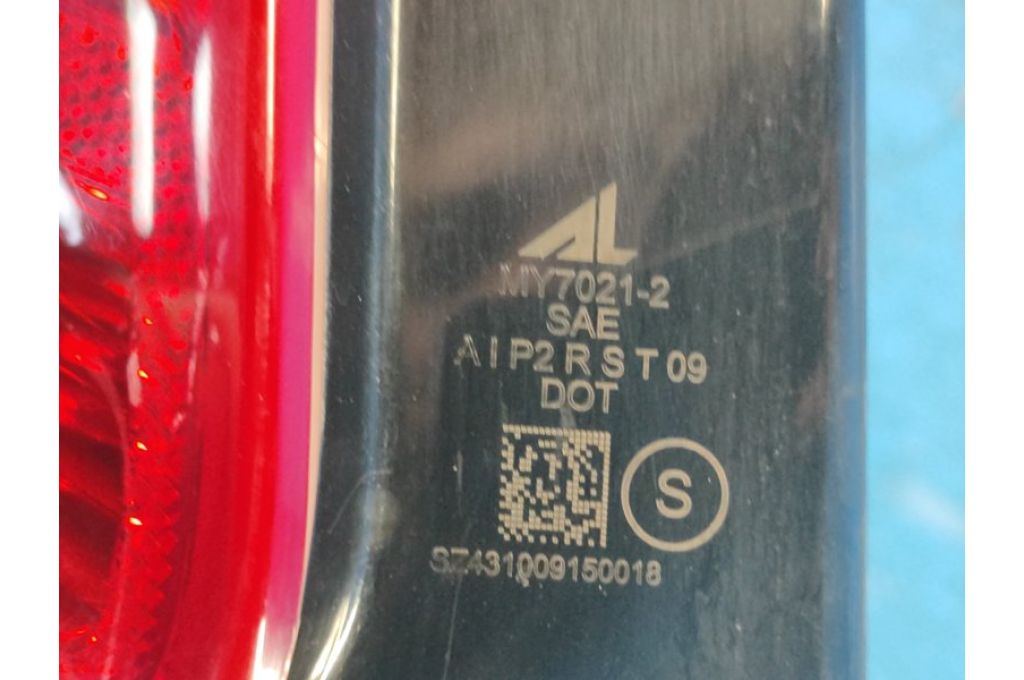 AL
MY7021-2
SAE
A I P2 R S T 09
DOT
S
SZ431009150018